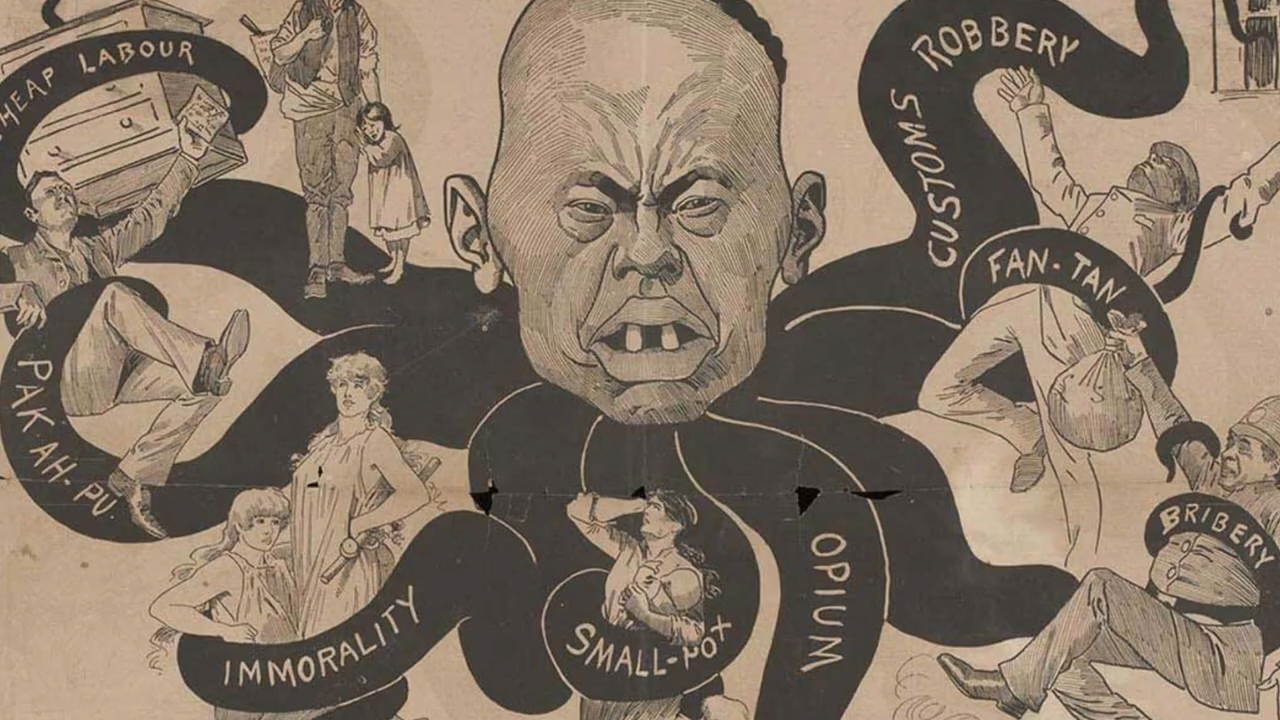 CHEAP LABOUR
CUSTOMS ROBBERY
FAN-TAN
PAK-AH-PU.
BRIBERY
OPIUM
IMMORALITY
SMALL-POX